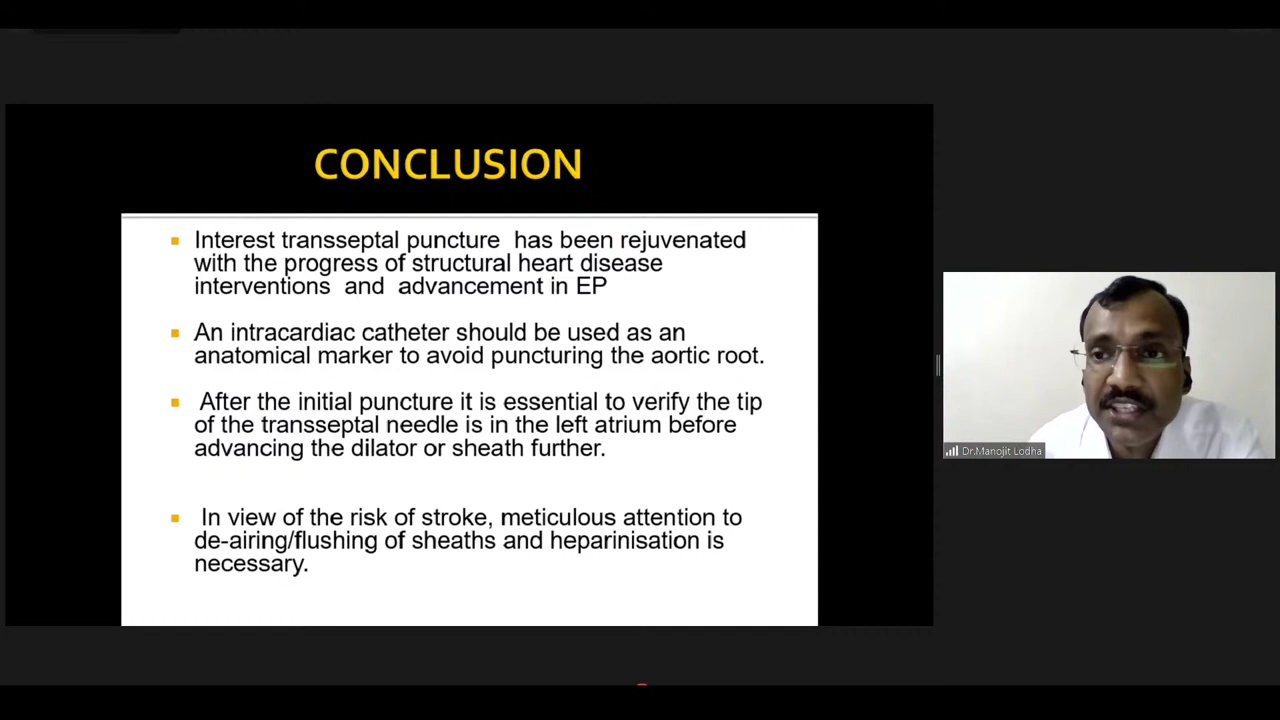 CONCLUSION
Interest transseptal puncture has been rejuvenated
with the progress of structural heart disease
interventions and advancement in EP
An intracardiac catheter should be used as an
anatomical marker to avoid puncturing the aortic root.
After the initial puncture it is essential to verify the tip
of the transseptal needle is in the left atrium before
advancing the dilator or sheath further.
In view of the risk of stroke, meticulous attention to
de-airing/flushing of sheaths and heparinisation is
necessary.
Dr.Manojit Lodha